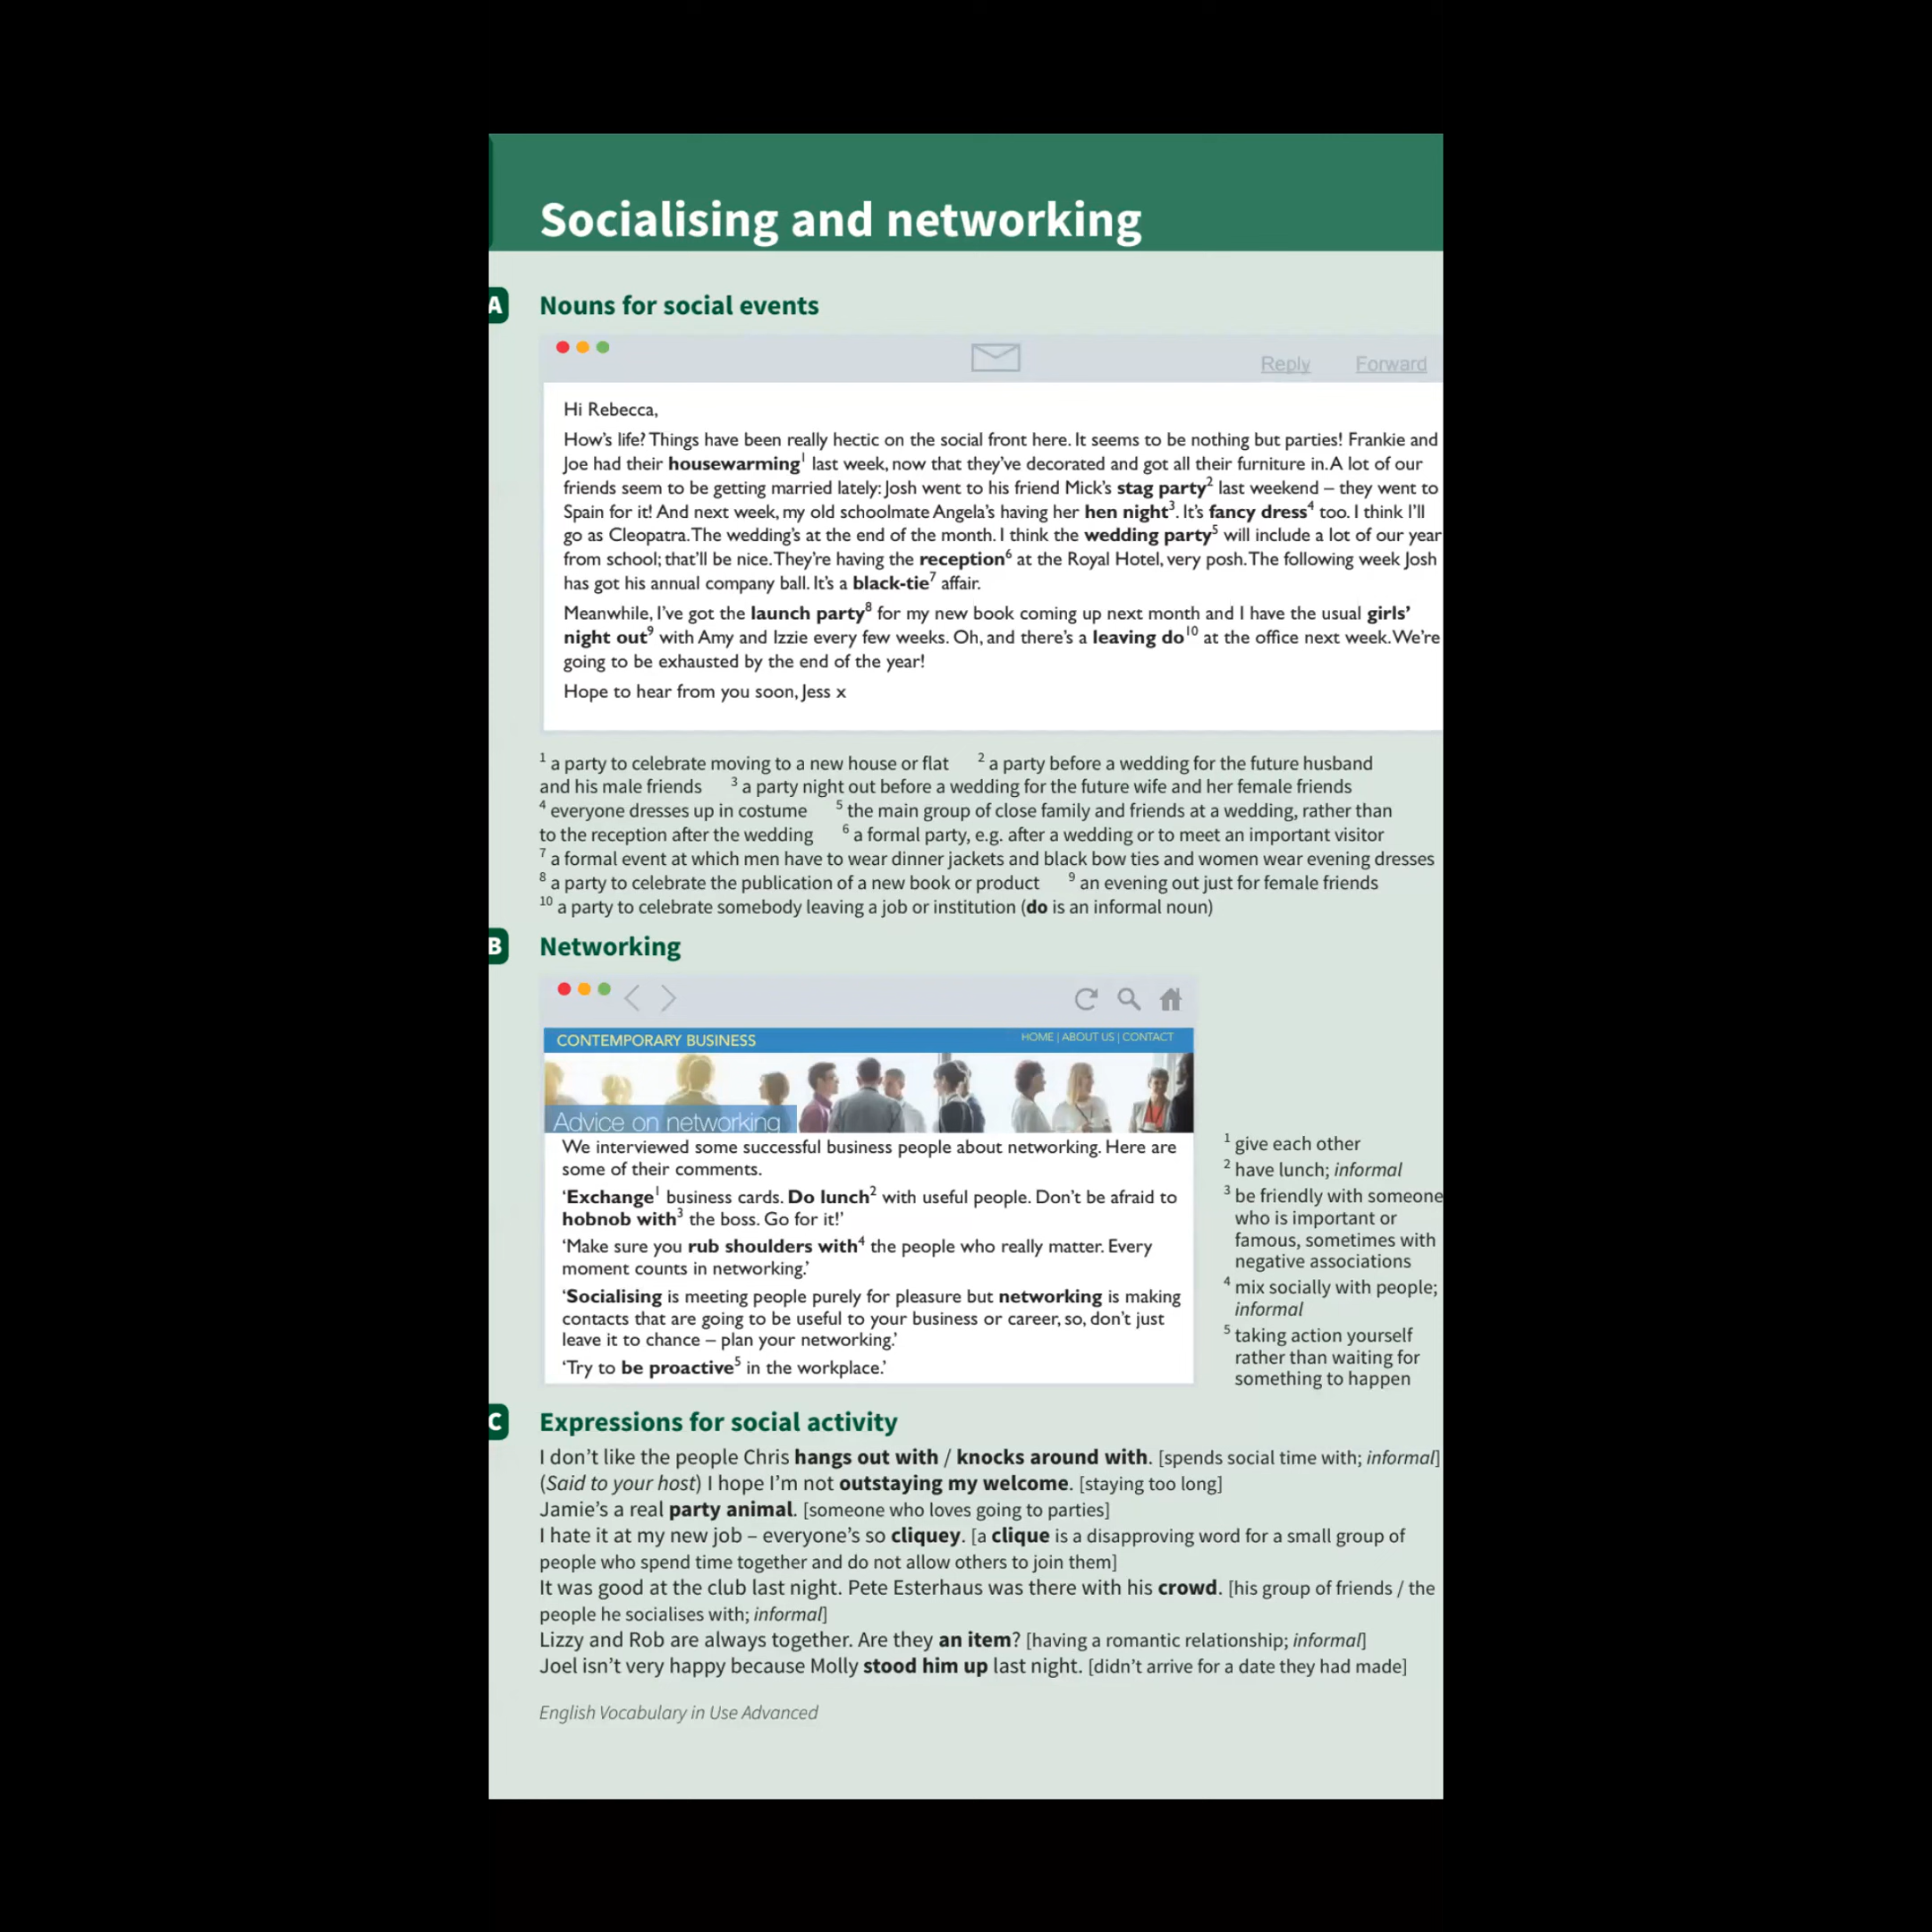 Socialising and networking
A
Nouns for social events
Reply Forward
Hi Rebecca,
How's life? Things have been really hectic on the social front here. It seems to be nothing but parties! Frankie and
Joe had their housewarming1 last week, now that they've decorated and got all their furniture in. A lot of our
friends seem to be getting married lately: Josh went to his friend Mick's stag party2 last weekend – they went to
Spain for it! And next week, my old schoolmate Angela's having her hen night3. It's fancy dress4 too. I think I'll
go as Cleopatra. The wedding's at the end of the month. I think the wedding party5 will include a lot of our year
from school; that'll be nice. They're having the reception6 at the Royal Hotel, very posh. The following week Josh
has got his annual company ball. It's a black-tie7 affair.
Meanwhile, I've got the launch party8 for my new book coming up next month and I have the usual girls'
night out9 with Amy and Izzie every few weeks. Oh, and there's a leaving do10 at the office next week. We're
going to be exhausted by the end of the year!
Hope to hear from you soon, Jess x
1 a party to celebrate moving to a new house or flat 2 a party before a wedding for the future husband
and his male friends 3 a party night out before a wedding for the future wife and her female friends
4 everyone dresses up in costume 5 the main group of close family and friends at a wedding, rather than
to the reception after the wedding 6 a formal party, e.g. after a wedding or to meet an important visitor
7 a formal event at which men have to wear dinner jackets and black bow ties and women wear evening dresses
8 a party to celebrate the publication of a new book or product 9 an evening out just for female friends
10 a party to celebrate somebody leaving a job or institution (do is an informal noun)
B
Networking
CONTEMPORARY BUSINESS
HOME | ABOUT US | CONTACT
Advice on networking
We interviewed some successful business people about networking. Here are
some of their comments.
'Exchange1 business cards. Do lunch2 with useful people. Don't be afraid to
hobnob with3 the boss. Go for it!'
'Make sure you rub shoulders with4 the people who really matter. Every
moment counts in networking.'
'Socialising is meeting people purely for pleasure but networking is making
contacts that are going to be useful to your business or career, so, don't just
leave it to chance – plan your networking.'
'Try to be proactive5 in the workplace.'
1 give each other
2 have lunch; informal
3 be friendly with someone
who is important or
famous, sometimes with
negative associations
4 mix socially with people;
informal
5 taking action yourself
rather than waiting for
something to happen
C
Expressions for social activity
I don't like the people Chris hangs out with / knocks around with. [spends social time with; informal]
(Said to your host) I hope I'm not outstaying my welcome. [staying too long]
Jamie's a real party animal. [someone who loves going to parties]
I hate it at my new job – everyone's so cliquey. [a clique is a disapproving word for a small group of
people who spend time together and do not allow others to join them]
It was good at the club last night. Pete Esterhaus was there with his crowd. [his group of friends / the
people he socialises with; informal]
Lizzy and Rob are always together. Are they an item? [having a romantic relationship; informal]
Joel isn't very happy because Molly stood him up last night. [didn't arrive for a date they had made]
English Vocabulary in Use Advanced